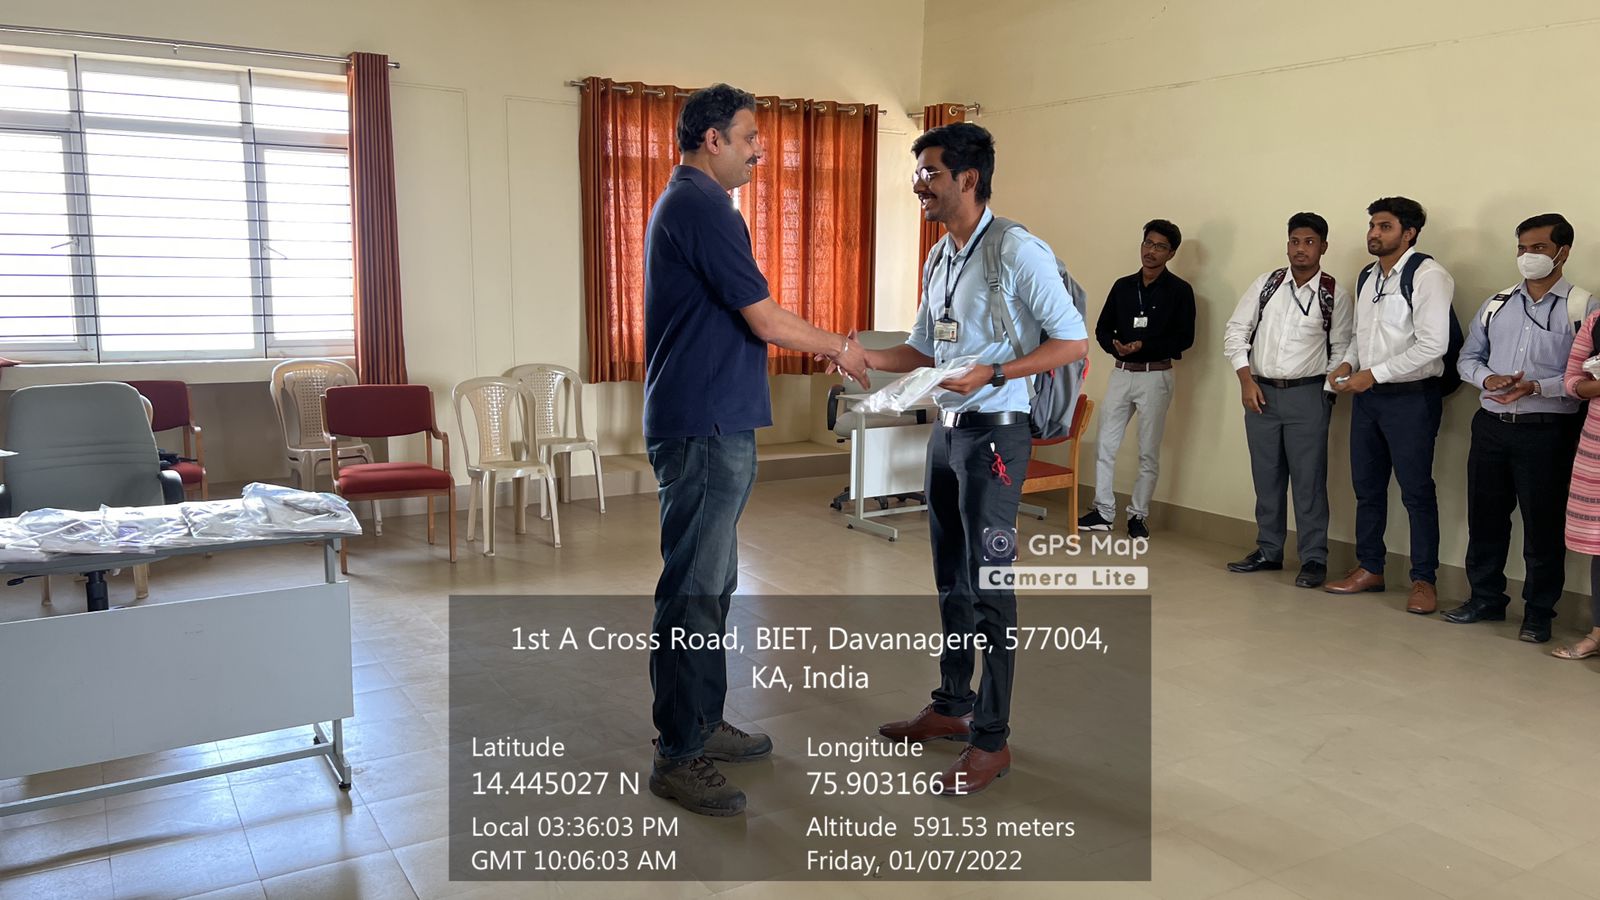 GPS Map
Camera Lite
1st A Cross Road, BIET, Davanagere, 577004,
KA, India
Latitude
14.445027 N
Longitude
75.903166 E
Local 03:36:03 PM
GMT 10:06:03 AM
Altitude 591.53 meters
Friday, 01/07/2022